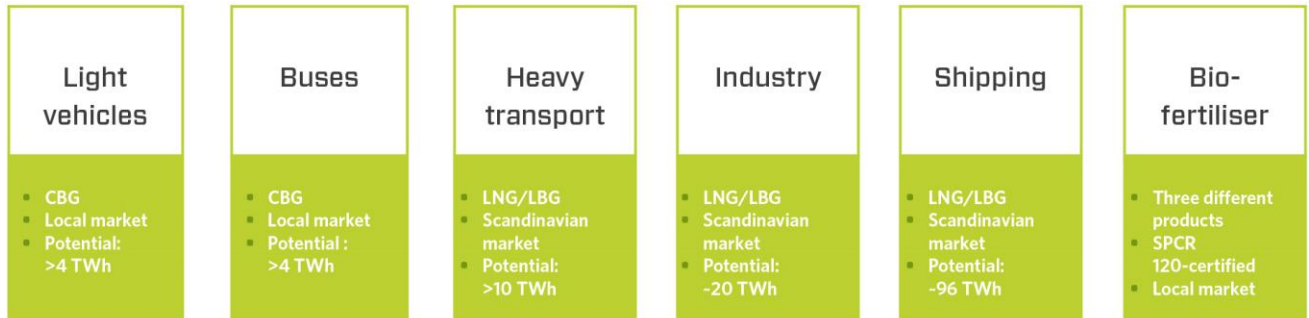 Light
vehicles
CBG
Local market
Potential:
>4 TWh
Buses
CBG
Local market
Potential :
>4 TWh
Heavy
transport
LNG/LBG
Scandinavian
market
Potential:
>10 TWh
Industry
LNG/LBG
Scandinavian
market
Potential:
~20 TWh
Shipping
LNG/LBG
Scandinavian
market
Potential:
~96 TWh
Bio-
fertiliser
Three different
products
SPCR
120-certified
Local market